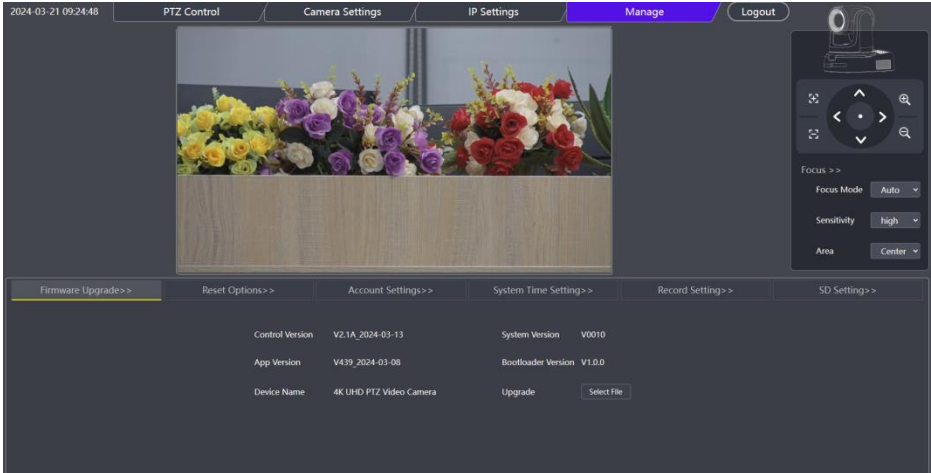 2024-03-21 09:24:48 PTZ Control Camera Settings IP Settings Manage Logout
Focus >>
Focus Mode Auto
Sensitivity high
Area Center
Firmware Upgrade>> Reset Options>> Account Settings>> System Time Setting>> Record Setting>> SD Setting>>
Control Version V2.1A_2024-03-13 System Version V0010
App Version V439_2024-03-08 Bootloader Version V1.0.0
Device Name 4K UHD PTZ Video Camera Upgrade Select File